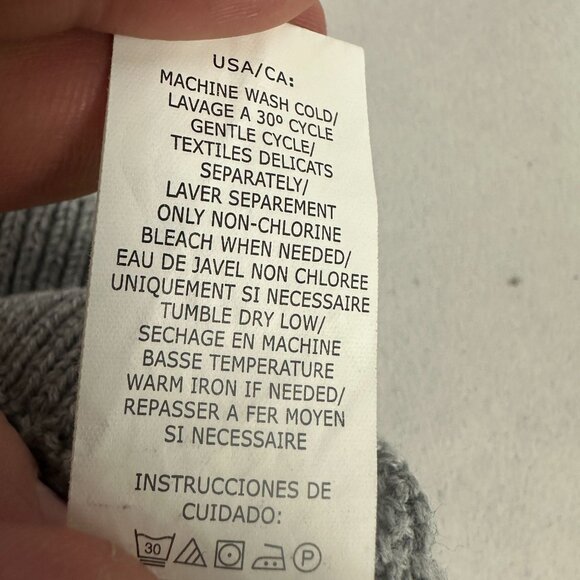 USA/CA:
MACHINE WASH COLD/
LAVAGE A 30º CYCLE
GENTLE CYCLE/
TEXTILES DELICATS
SEPARATELY/
LAVER SEPAREMENT
ONLY NON-CHLORINE
BLEACH WHEN NEEDED/
EAU DE JAVEL NON CHLOREE
UNIQUEMENT SI NECESSAIRE
TUMBLE DRY LOW/
SECHAGE EN MACHINE
BASSE TEMPERATURE
WARM IRON IF NEEDED/
REPASSER A FER MOYEN
SI NECESSAIRE
INSTRUCCIONES DE
CUIDADO:
30 P